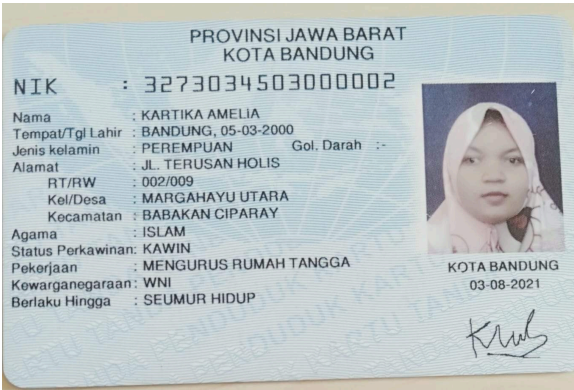 PROVINSI JAWA BARAT
KOTA BANDUNG
NIK : 3273034503000002
Nama : KARTIKA AMELIA
Tempat/Tgl Lahir : BANDUNG, 05-03-2000
Jenis kelamin : PEREMPUAN Gol. Darah :-
Alamat : JL. TERUSAN HOLIS
RT/RW : 002/009
Kel/Desa : MARGAHAYU UTARA
Kecamatan : BABAKAN CIPARAY
Agama : ISLAM
Status Perkawinan: KAWIN
Pekerjaan : MENGURUS RUMAH TANGGA
Kewarganegaraan: WNI
Berlaku Hingga : SEUMUR HIDUP
KOTA BANDUNG
03-08-2021